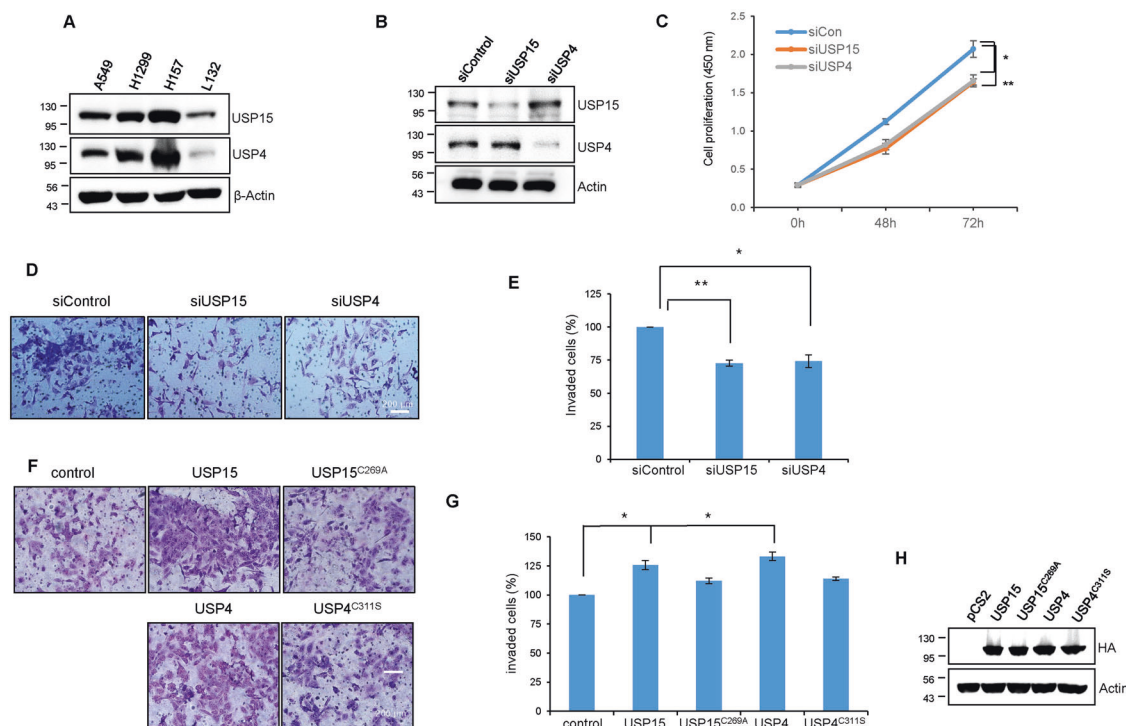 A
A549 H1299 H157 L132
130
95
USP15
130
95
USP4
56
43
β-Actin
B
siControl siUSP15 siUSP4
130
95
USP15
130
95
USP4
56
43
Actin
C
Cell proliferation (450 nm)
2.5
2.0
1.5
1.0
0.5
0.0
siCon
siUSP15
siUSP4
*
**
0h 48h 72h
D
siControl siUSP15 siUSP4
200 µm
E
Invaded cells (%)
125
100
75
50
25
0
*
**
siControl siUSP15 siUSP4
F
control USP15 USP15C269A
USP4 USP4C311S
200 µm
G
invaded cells (%)
150
125
100
75
50
25
0
* *
control USP15 USP15C269A USP4 USP4C311S
H
pCS2 USP15 USP15C269A USP4 USP4C311S
130
95
HA
56
43
Actin